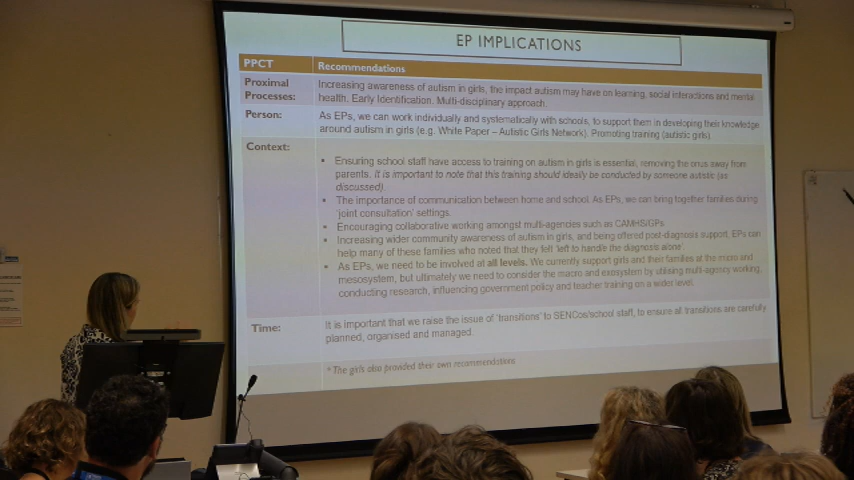 EP IMPLICATIONS
PPCT
Recommendations
Proximal Processes:
Increasing awareness of autism in girls, the impact autism may have on learning, social interactions and mental
health. Early Identification. Multi-disciplinary approach.
Person:
As EPs, we can work individually and systematically with schools, to support them in developing their knowledge
around autism in girls (e.g. White Paper – Autistic Girls Network). Promoting training (autistic girls).
Context:
• Ensuring school staff have access to training on autism in girls is essential, removing the onus away from
parents. It is important to note that this training should ideally be conducted by someone autistic (as
discussed).
• The importance of communication between home and school. As EPs, we can bring together families during
'joint consultation' settings.
• Encouraging collaborative working amongst multi-agencies such as CAMHS/GPs.
• Increasing wider community awareness of autism in girls, and being offered post-diagnosis support. EPs can
help many of these families who noted that they felt 'left to handle the diagnosis alone'.
• As EPs, we need to be involved at all levels. We currently support girls and their families at the micro and
mesosystem, but ultimately we need to consider the macro and exosystem by utilising multi-agency working,
conducting research, influencing government policy and teacher training on a wider level.
Time:
It is important that we raise the issue of 'transitions' to SENCos/school staff, to ensure all transitions are carefully
planned, organised and managed.
*The girls also provided their own recommendations